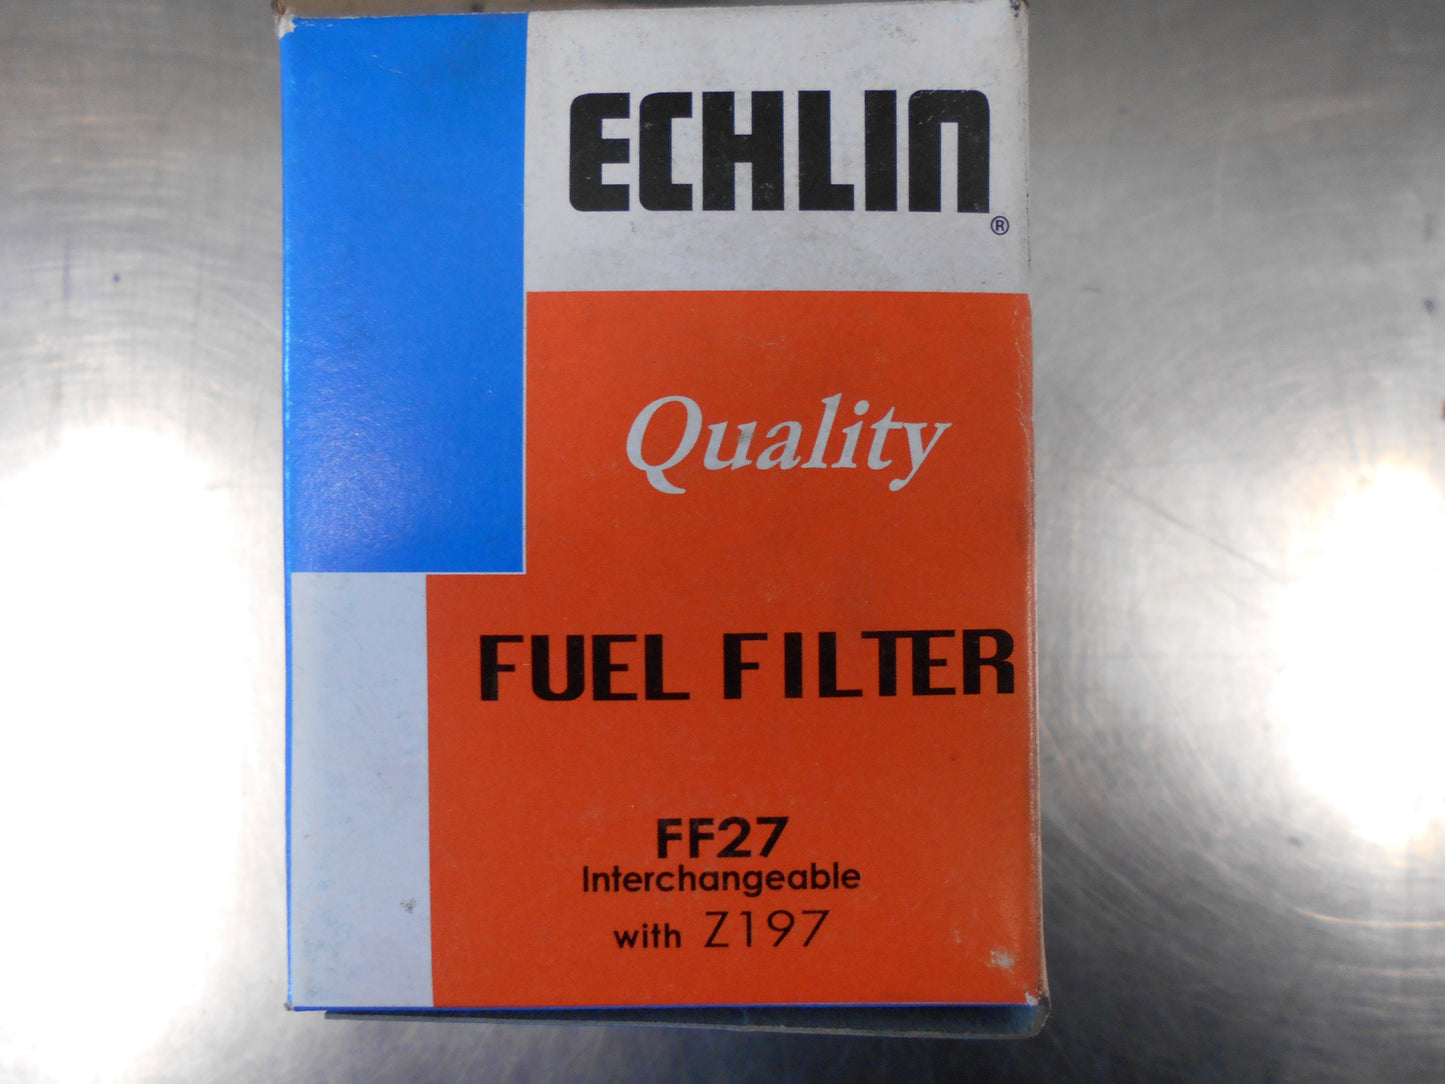 ECHLIN®
Quality
FUEL FILTER
FF27
Interchangeable
with Z197